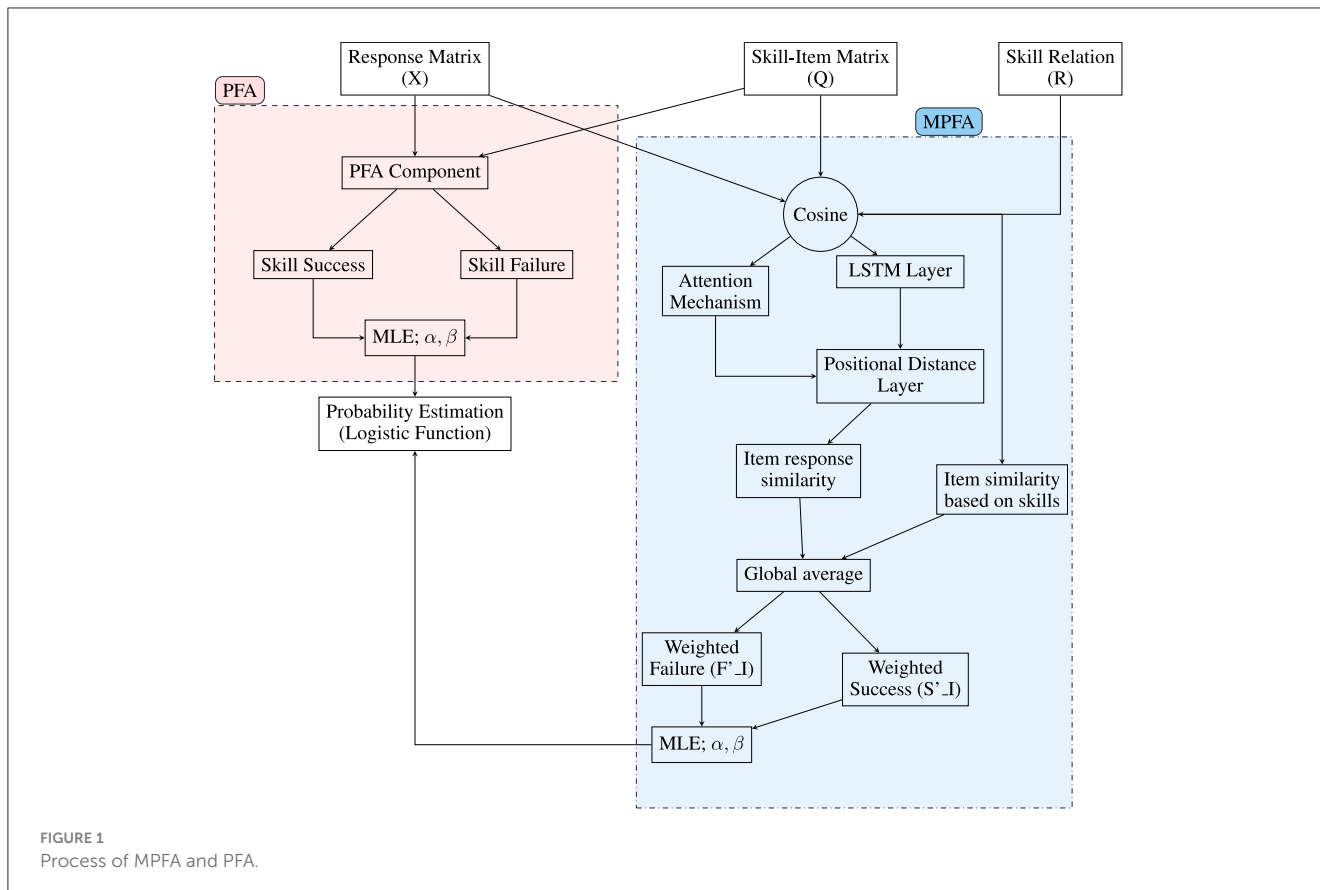 Response Matrix
(X)
Skill-Item Matrix
(Q)
Skill Relation
(R)
PFA
MPFA
PFA Component
Cosine
Skill Success
Skill Failure
Attention
Mechanism
LSTM Layer
MLE; α, β
Positional Distance
Layer
Probability Estimation
(Logistic Function)
Item response
similarity
Item similarity
based on skills
Global average
Weighted
Failure (F'_I)
Weighted
Success (S'_I)
MLE; α, β
FIGURE 1
Process of MPFA and PFA.